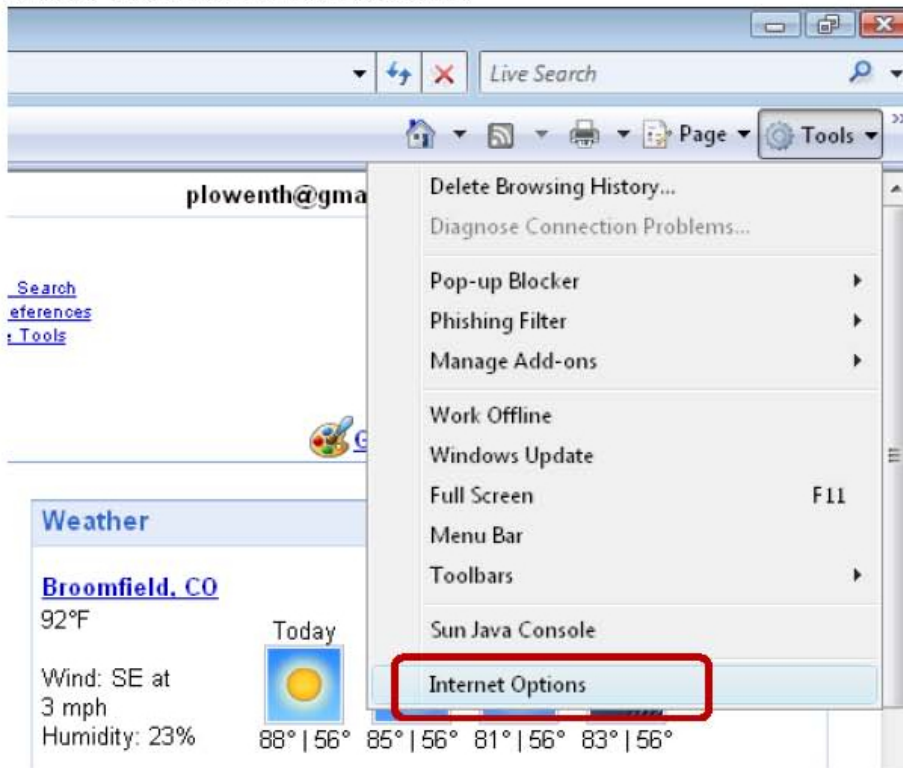 Live Search
Page Tools
plowenth@gma
Delete Browsing History...
Diagnose Connection Problems...
Search
eferences
Tools
Pop-up Blocker
Phishing Filter
Manage Add-ons
G
Work Offline
Windows Update
Full Screen F11
Menu Bar
Toolbars
Sun Java Console
Internet Options
Weather
Broomfield, CO
92°F
Today
Wind: SE at
3 mph
Humidity: 23%
88° | 56° 85° | 56° 81° | 56° 83° | 56°